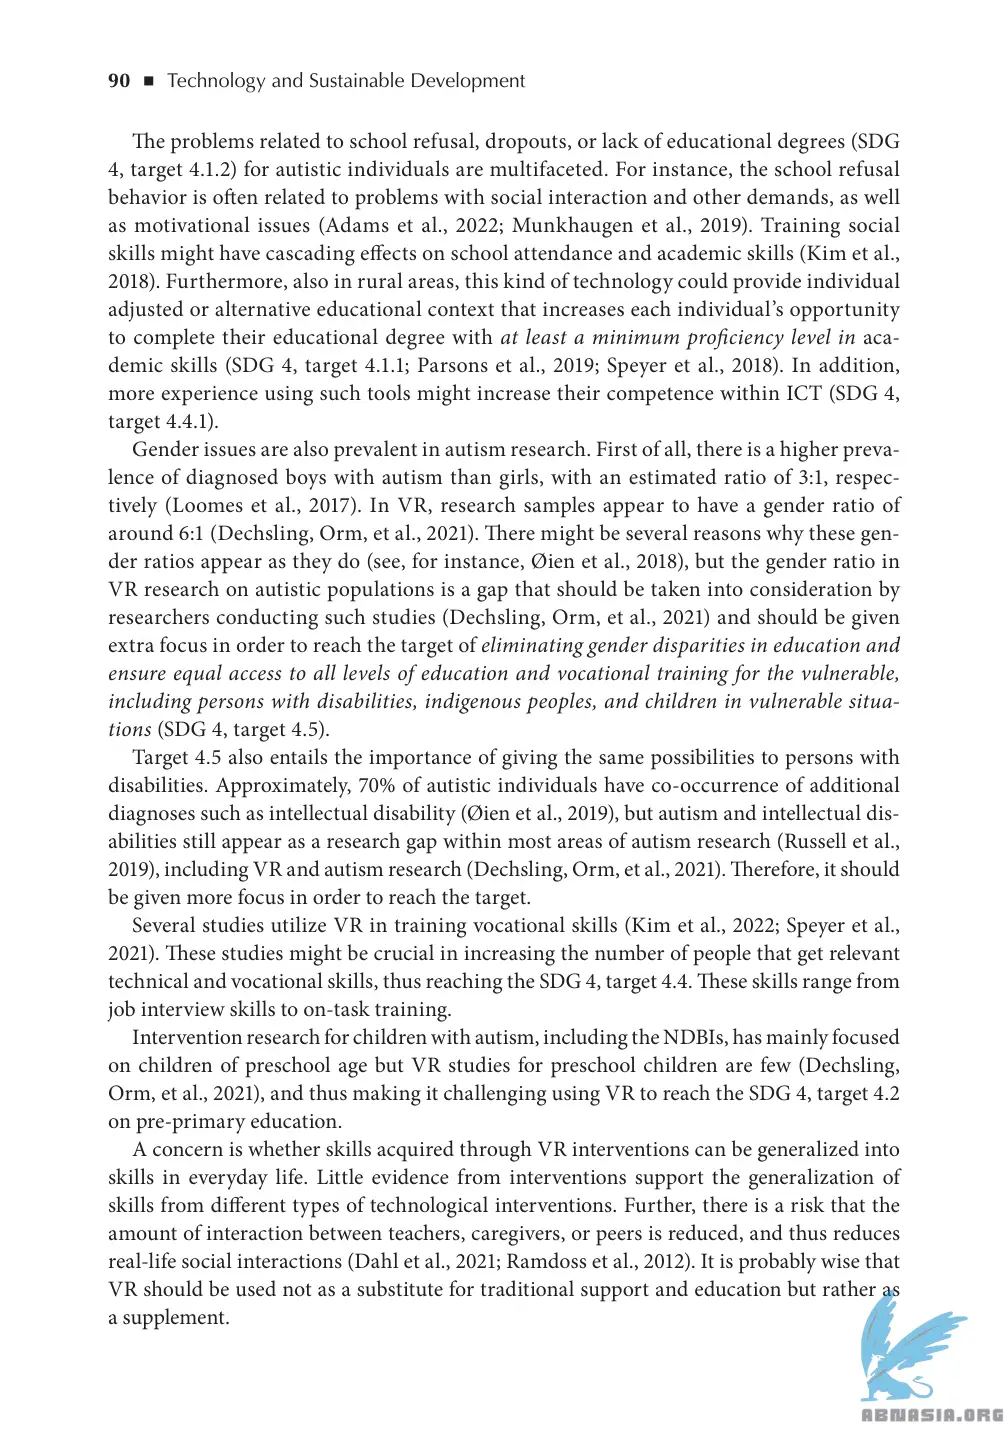 90 ■ Technology and Sustainable Development
The problems related to school refusal, dropouts, or lack of educational degrees (SDG
4, target 4.1.2) for autistic individuals are multifaceted. For instance, the school refusal
behavior is often related to problems with social interaction and other demands, as well
as motivational issues (Adams et al., 2022; Munkhaugen et al., 2019). Training social
skills might have cascading effects on school attendance and academic skills (Kim et al.,
2018). Furthermore, also in rural areas, this kind of technology could provide individual
adjusted or alternative educational context that increases each individual's opportunity
to complete their educational degree with at least a minimum proficiency level in aca-
demic skills (SDG 4, target 4.1.1; Parsons et al., 2019; Speyer et al., 2018). In addition,
more experience using such tools might increase their competence within ICT (SDG 4,
target 4.4.1).
Gender issues are also prevalent in autism research. First of all, there is a higher preva-
lence of diagnosed boys with autism than girls, with an estimated ratio of 3:1, respec-
tively (Loomes et al., 2017). In VR, research samples appear to have a gender ratio of
around 6:1 (Dechsling, Orm, et al., 2021). There might be several reasons why these gen-
der ratios appear as they do (see, for instance, Øien et al., 2018), but the gender ratio in
VR research on autistic populations is a gap that should be taken into consideration by
researchers conducting such studies (Dechsling, Orm, et al., 2021) and should be given
extra focus in order to reach the target of eliminating gender disparities in education and
ensure equal access to all levels of education and vocational training for the vulnerable,
including persons with disabilities, indigenous peoples, and children in vulnerable situa-
tions (SDG 4, target 4.5).
Target 4.5 also entails the importance of giving the same possibilities to persons with
disabilities. Approximately, 70% of autistic individuals have co-occurrence of additional
diagnoses such as intellectual disability (Øien et al., 2019), but autism and intellectual dis-
abilities still appear as a research gap within most areas of autism research (Russell et al.,
2019), including VR and autism research (Dechsling, Orm, et al., 2021). Therefore, it should
be given more focus in order to reach the target.
Several studies utilize VR in training vocational skills (Kim et al., 2022; Speyer et al.,
2021). These studies might be crucial in increasing the number of people that get relevant
technical and vocational skills, thus reaching the SDG 4, target 4.4. These skills range from
job interview skills to on-task training.
Intervention research for children with autism, including the NDBIs, has mainly focused
on children of preschool age but VR studies for preschool children are few (Dechsling,
Orm, et al., 2021), and thus making it challenging using VR to reach the SDG 4, target 4.2
on pre-primary education.
A concern is whether skills acquired through VR interventions can be generalized into
skills in everyday life. Little evidence from interventions support the generalization of
skills from different types of technological interventions. Further, there is a risk that the
amount of interaction between teachers, caregivers, or peers is reduced, and thus reduces
real-life social interactions (Dahl et al., 2021; Ramdoss et al., 2012). It is probably wise that
VR should be used not as a substitute for traditional support and education but rather as
a supplement.
ABNASIA.ORG